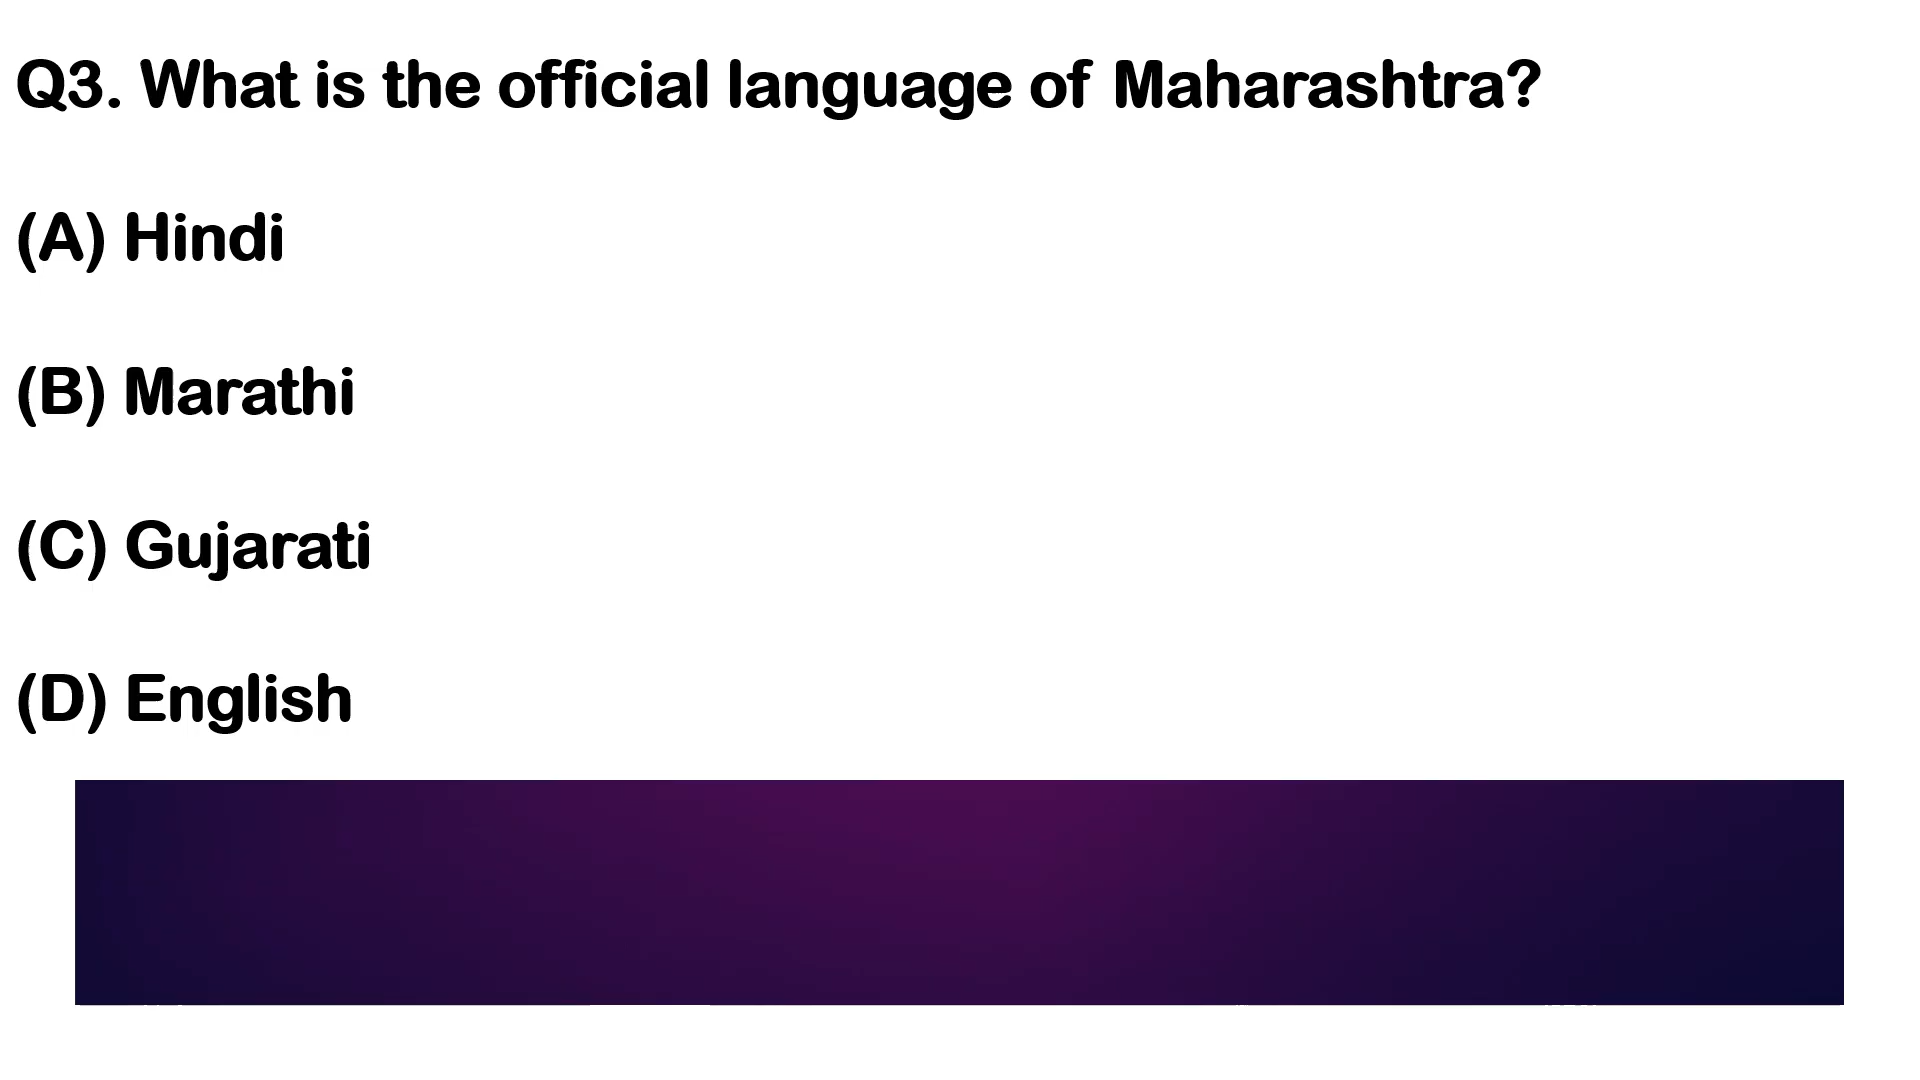 Q3. What is the official language of Maharashtra?
(A) Hindi
(B) Marathi
(C) Gujarati
(D) English